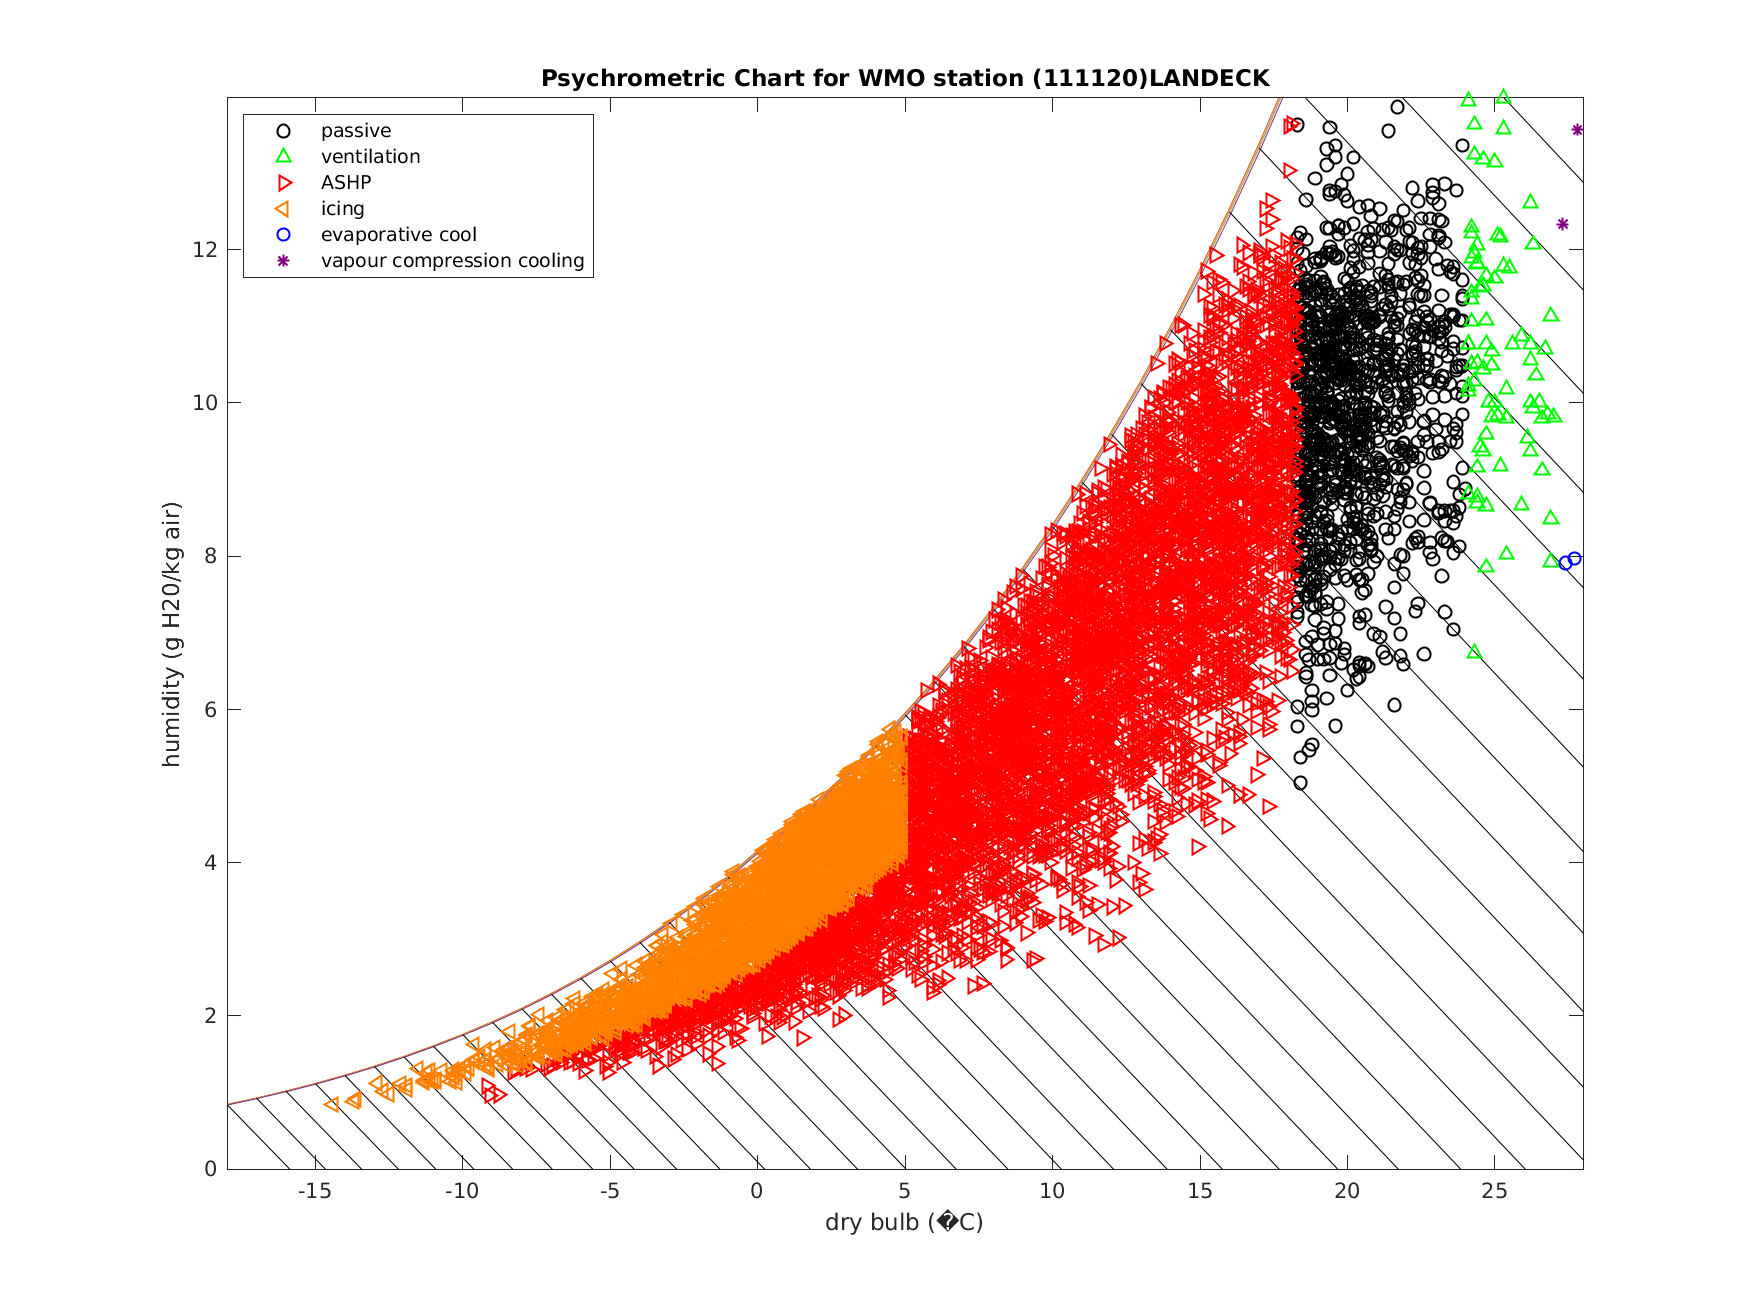 Psychrometric Chart for WMO station (111120)LANDECK
passive
ventilation
ASHP
icing
evaporative cool
vapour compression cooling
humidity (g H20/kg air)
12
10
8
6
4
2
0
-15 -10 -5 0 5 10 15 20 25
dry bulb (�C)